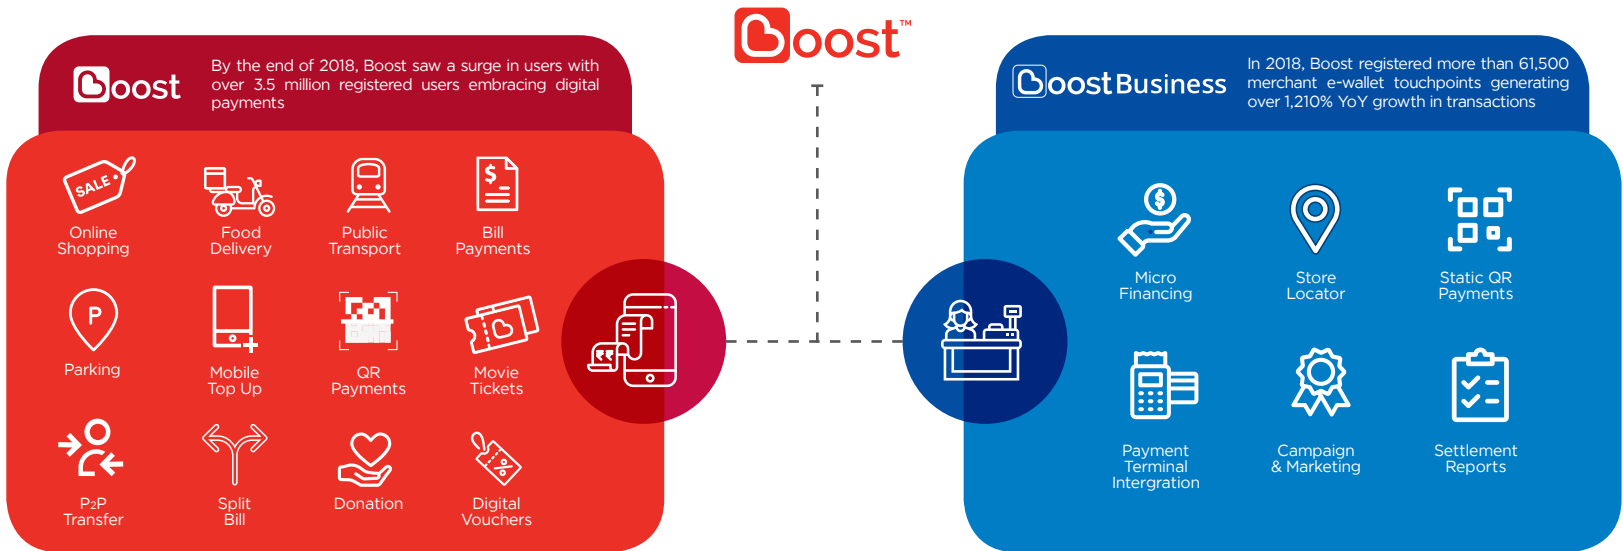 Boost™
Boost
By the end of 2018, Boost saw a surge in users with
over 3.5 million registered users embracing digital
payments
SALE
$
Online
Shopping
Food
Delivery
Public
Transport
Bill
Payments
P
Parking
Mobile
Top Up
QR
Payments
Movie
Tickets
₹₹
P2P
Transfer
Split
Bill
Donation
%
Digital
Vouchers
Boost Business
In 2018, Boost registered more than 61,500
merchant e-wallet touchpoints generating
over 1,210% YoY growth in transactions
$
Micro
Financing
Store
Locator
Static QR
Payments
Payment
Terminal
Intergration
Campaign
& Marketing
Settlement
Reports